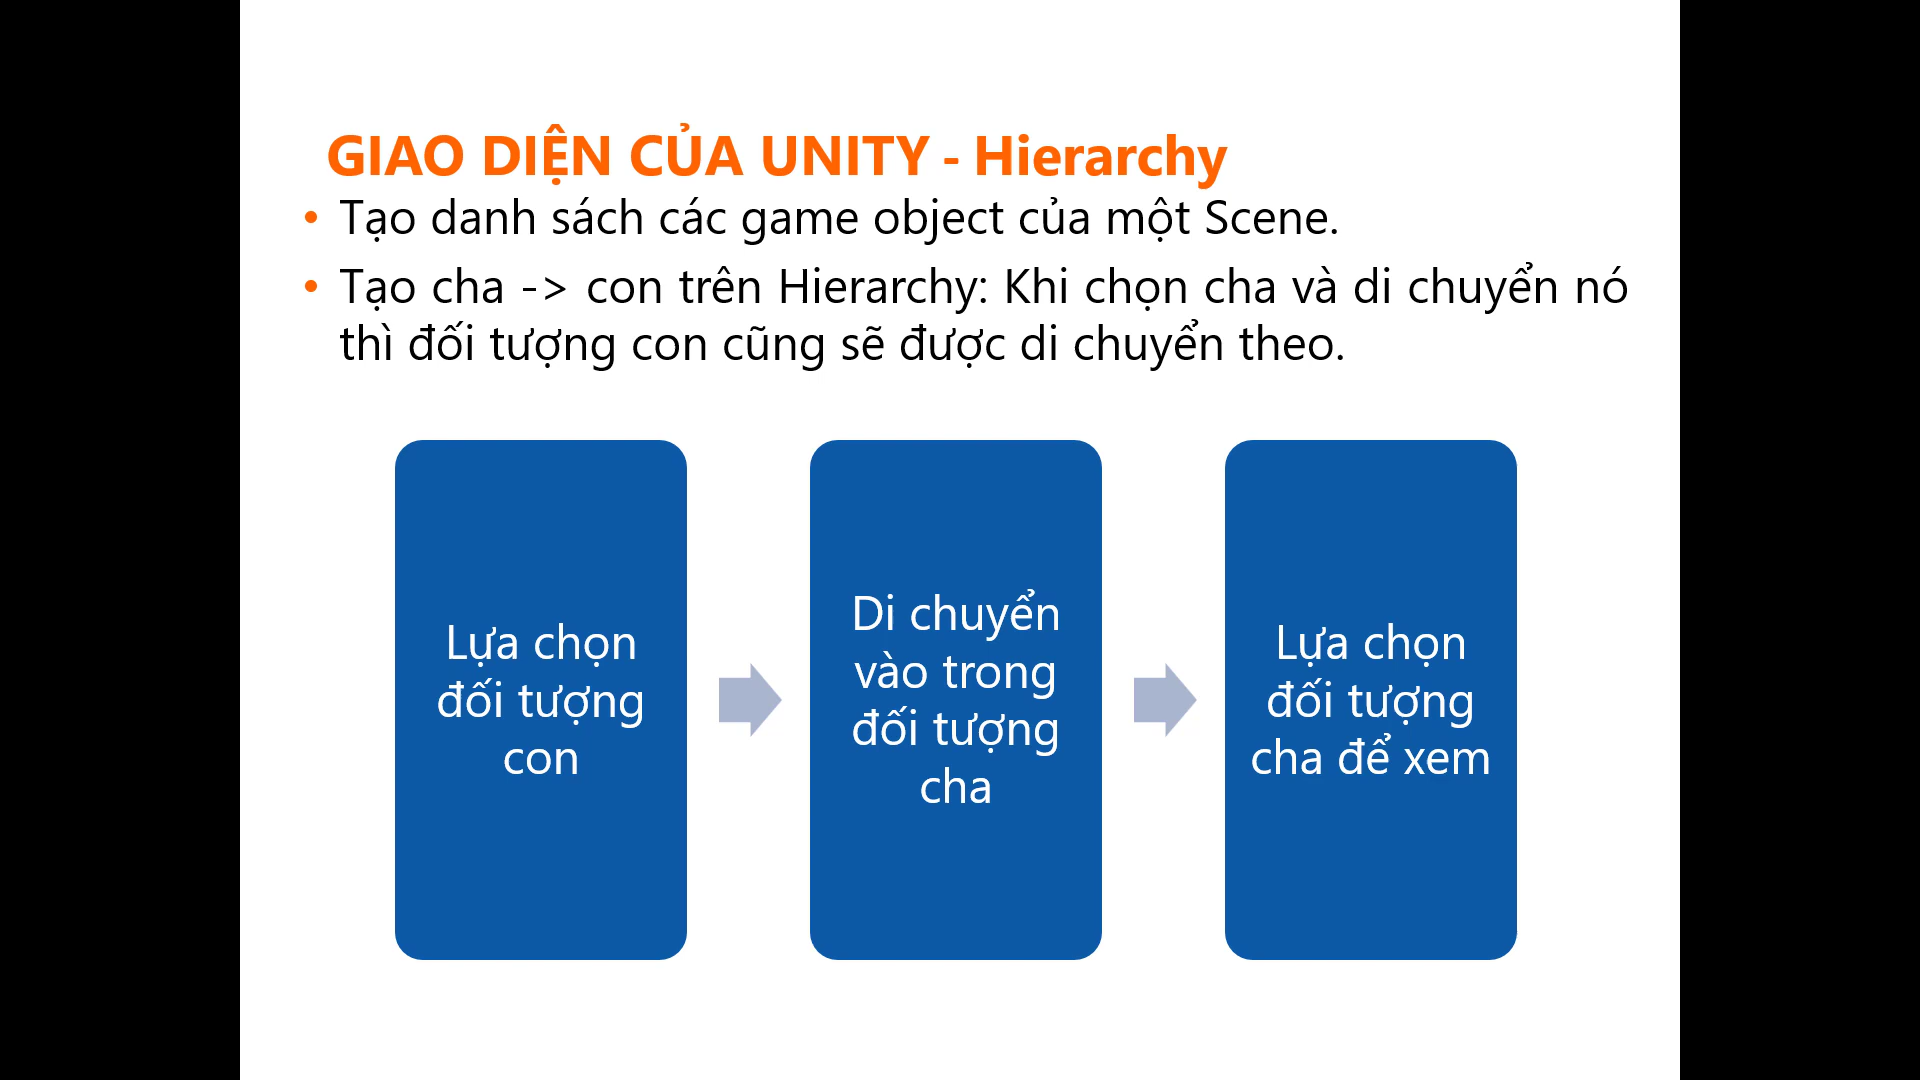 GIAO DIỆN CỦA UNITY - Hierarchy
• Tạo danh sách các game object của một Scene.
• Tạo cha -> con trên Hierarchy: Khi chọn cha và di chuyển nó
thì đối tượng con cũng sẽ được di chuyển theo.
Lựa chọn
đối tượng
con
Di chuyển
vào trong
đối tượng
cha
Lựa chọn
đối tượng
cha để xem